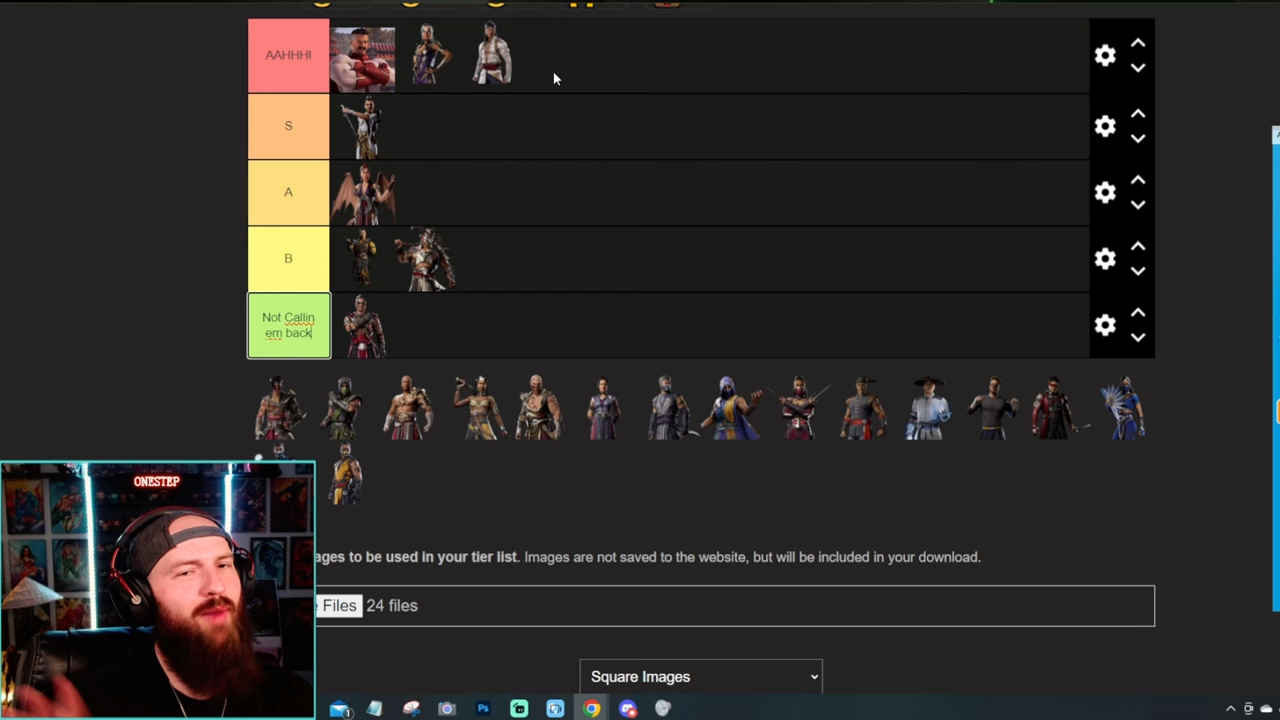 AAHHH!
S
A
B
Not Callin
em back
ONESTEP
ages to be used in your tier list. Images are not saved to the website, but will be included in your download.
Files 24 files
Square Images